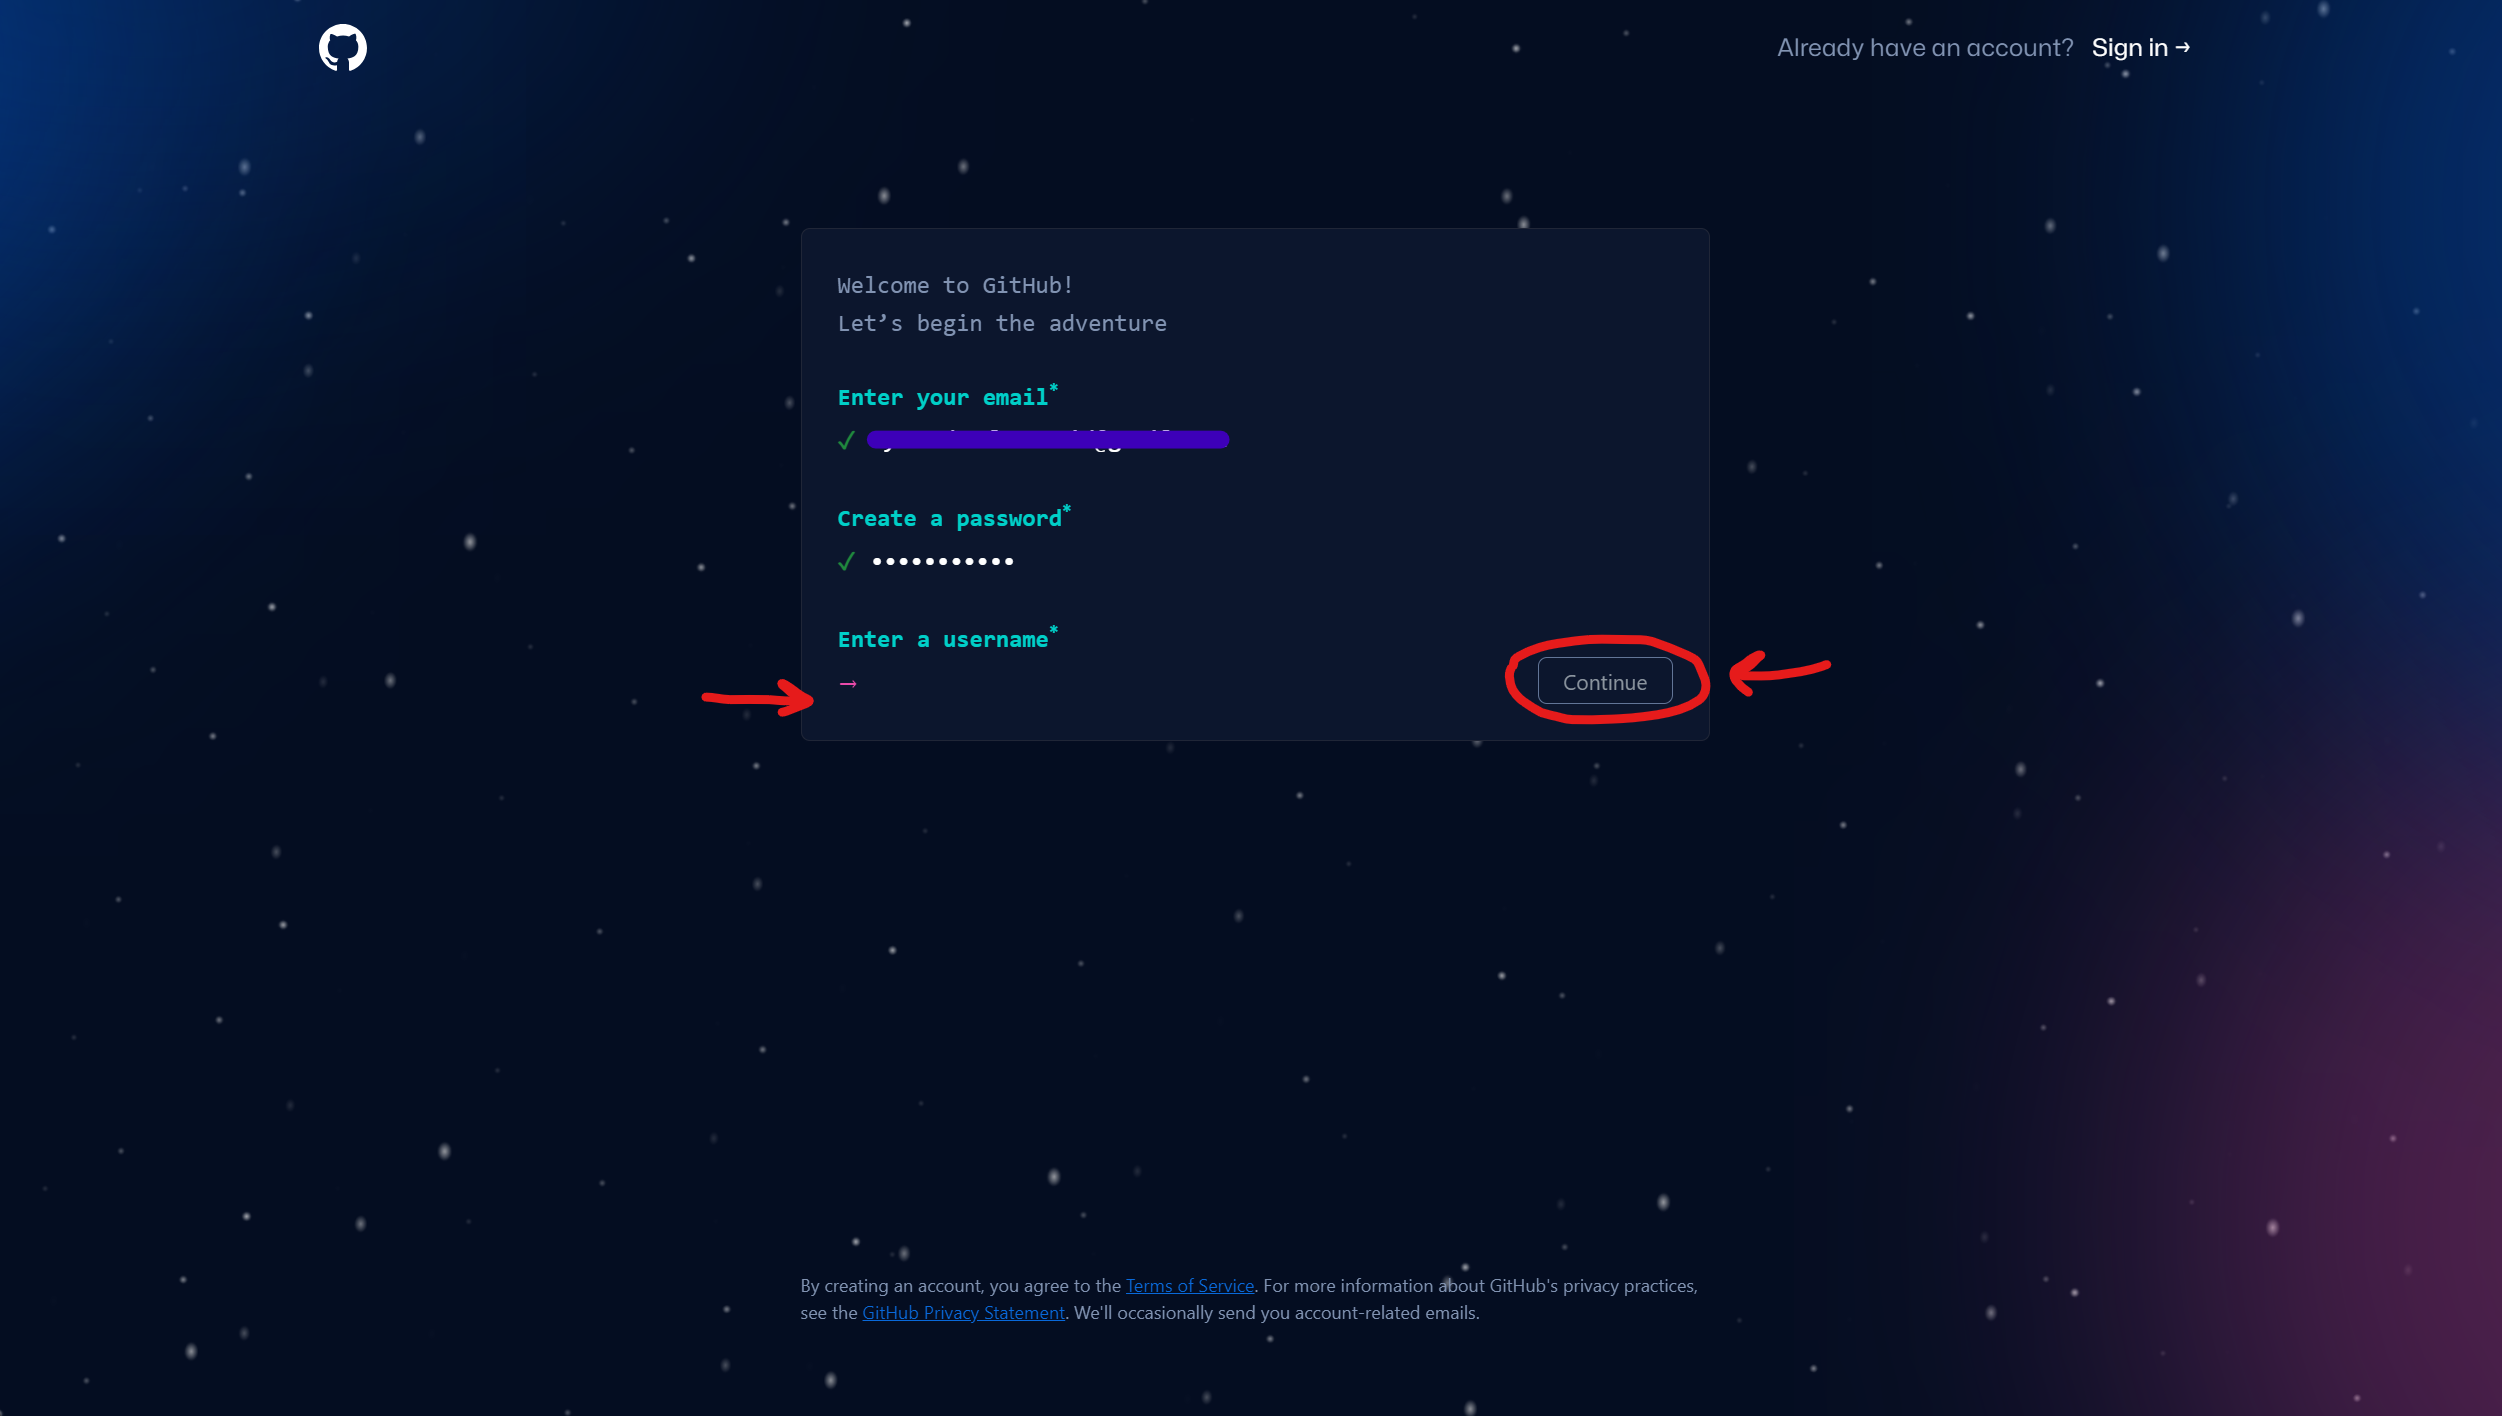 Already have an account? Sign in →
Welcome to GitHub!
Let’s begin the adventure
Enter your email*
✓
Create a password*
✓ •••••••••••
Enter a username*
→
Continue
By creating an account, you agree to the Terms of Service. For more information about GitHub's privacy practices,
see the GitHub Privacy Statement. We'll occasionally send you account-related emails.